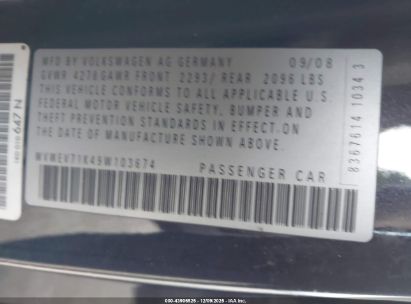 MFD BY VOLKSWAGEN AG GERMANY 09/08
GVWR 4276 GAWR FRONT 2293/ REAR 2096 LBS
THIS VEHICLE CONFORMS TO ALL APPLICABLE U.S.
FEDERAL MOTOR VEHICLE SAFETY, BUMPER AND
THEFT PREVENTION STANDARDS IN EFFECT ON
THE DATE OF MANUFACTURE SHOWN ABOVE.
WVWEV71K49W103674 PASSENGER CAR
8367614 1034 3
647 N